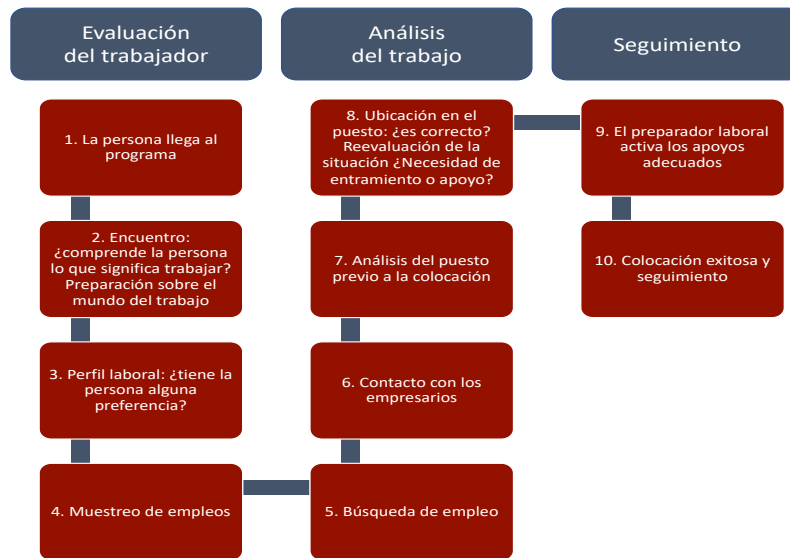 Evaluación
del trabajador
Análisis
del trabajo
Seguimiento
1. La persona llega al
programa
2. Encuentro:
¿comprende la persona
lo que significa trabajar?
Preparación sobre el
mundo del trabajo
3. Perfil laboral: ¿tiene la
persona alguna
preferencia?
4. Muestreo de empleos
5. Búsqueda de empleo
6. Contacto con los
empresarios
7. Análisis del puesto
previo a la colocación
8. Ubicación en el
puesto: ¿es correcto?
Reevaluación de la
situación ¿Necesidad de
entramiento o apoyo?
9. El preparador laboral
activa los apoyos
adecuados
10. Colocación exitosa y
seguimiento